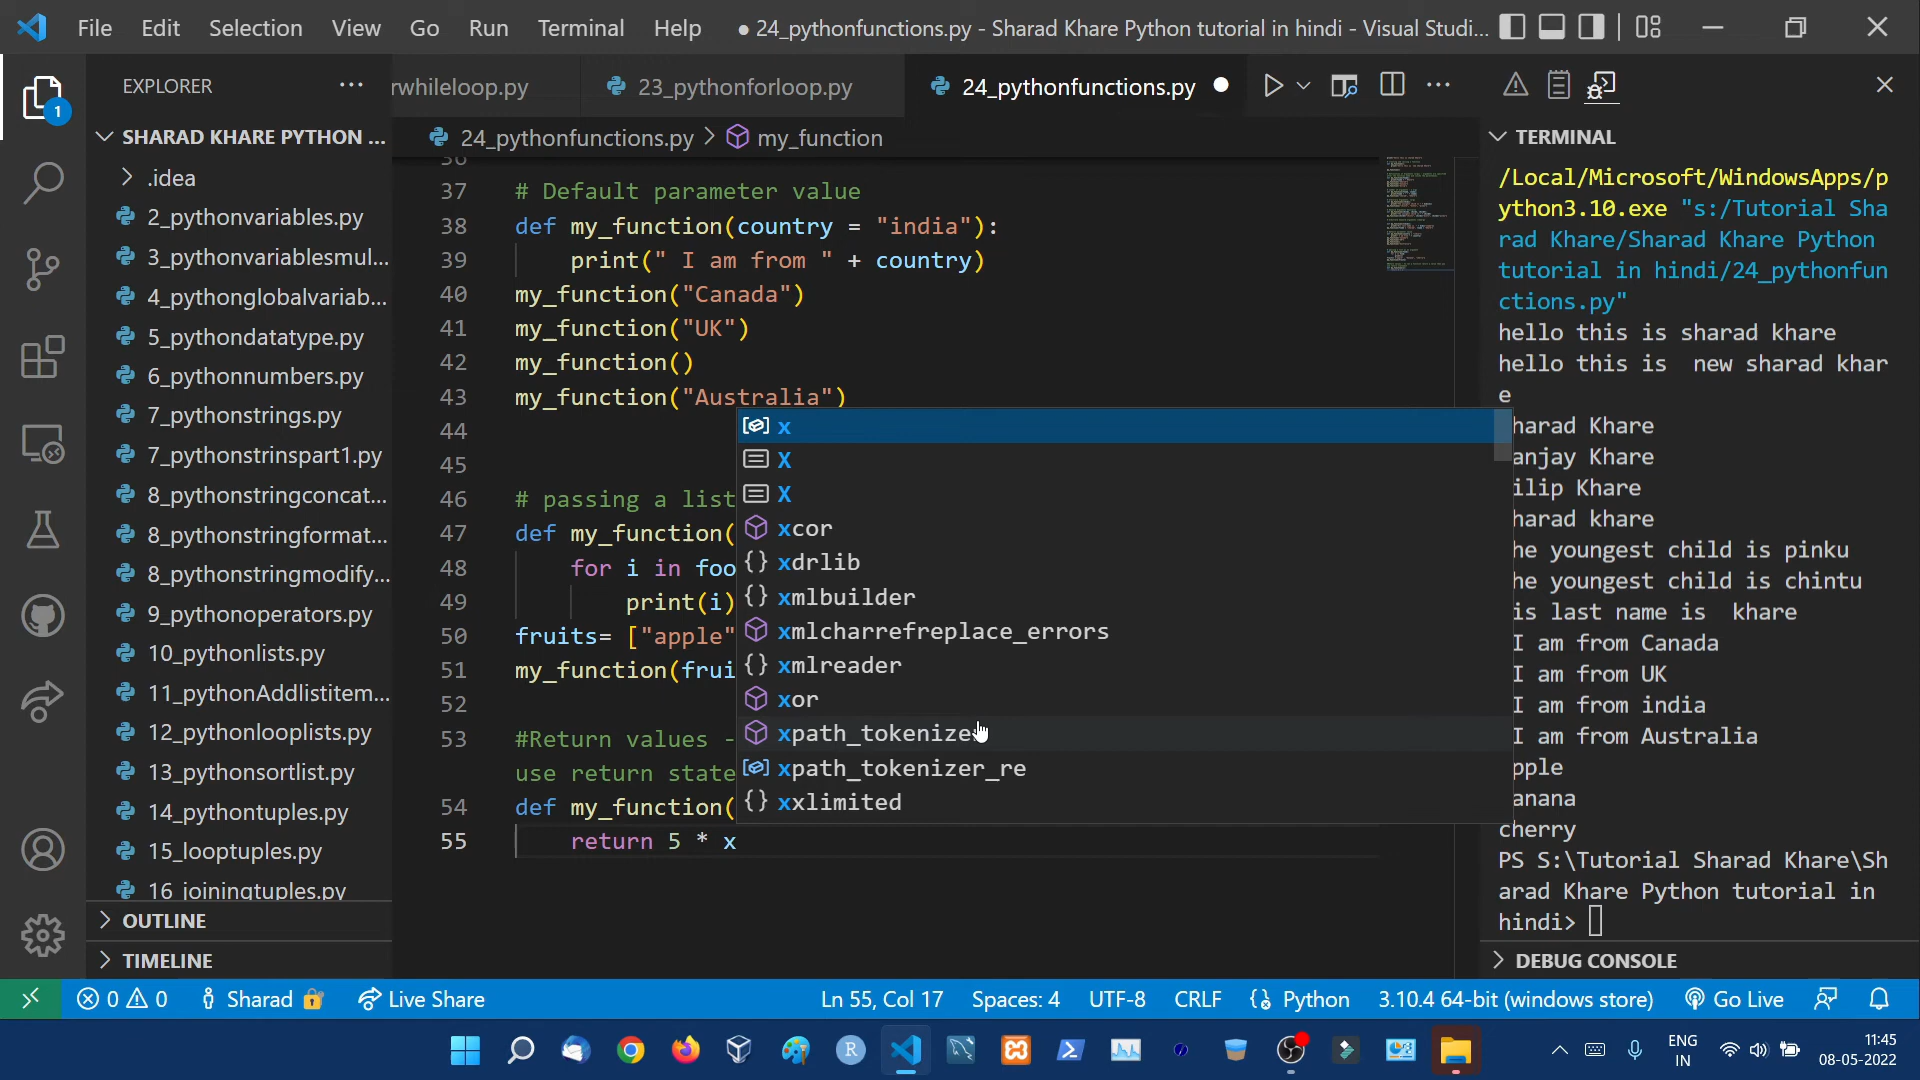 File Edit Selection View Go Run Terminal Help ● 24_pythonfunctions.py - Sharad Khare Python tutorial in hindi - Visual Studi...
EXPLORER
rwhileloop.py 23_pythonforloop.py 24_pythonfunctions.py
1
SHARAD KHARE PYTHON ...
.idea
2_pythonvariables.py
3_pythonvariablesmul...
4_pythonglobalvariab...
5_pythondatatype.py
6_pythonnumbers.py
7_pythonstrings.py
7_pythonstrinspart1.py
8_pythonstringconcat...
8_pythonstringformat...
8_pythonstringmodify...
9_pythonoperators.py
10_pythonlists.py
11_pythonAddlistitem...
12_pythonlooplists.py
13_pythonsortlist.py
14_pythontuples.py
15_looptuples.py
16_joiningtuples.py
OUTLINE
TIMELINE
24_pythonfunctions.py > my_function
36
37 # Default parameter value
38 def my_function(country = "india"):
39 print(" I am from " + country)
40 my_function("Canada")
41 my_function("UK")
42 my_function()
43 my_function("Australia")
44
45
46 # passing a list
47 def my_function(
48 for i in foo
49 print(i)
50 fruits= ["apple"
51 my_function(frui
52
53 #Return values -
use return state
54 def my_function(
55 return 5 * x
x
X
X
xcor
xdrlib
xmlbuilder
xmlcharrefreplace_errors
xmlreader
xor
xpath_tokenize
xpath_tokenizer_re
xxlimited
TERMINAL
/Local/Microsoft/WindowsApps/p
ython3.10.exe "s:/Tutorial Sha
rad Khare/Sharad Khare Python
tutorial in hindi/24_pythonfun
ctions.py"
hello this is sharad khare
hello this is  new sharad khar
e
harad Khare
anjay Khare
ilip Khare
harad khare
he youngest child is pinku
he youngest child is chintu
is last name is  khare
I am from Canada
I am from UK
I am from india
I am from Australia
pple
anana
cherry
PS S:\Tutorial Sharad Khare\Sh
arad Khare Python tutorial in
hindi>
DEBUG CONSOLE
0 0 Sharad Live Share Ln 55, Col 17 Spaces: 4 UTF-8 CRLF Python 3.10.4 64-bit (windows store) Go Live
R
ENG
IN
11:45
08-05-2022